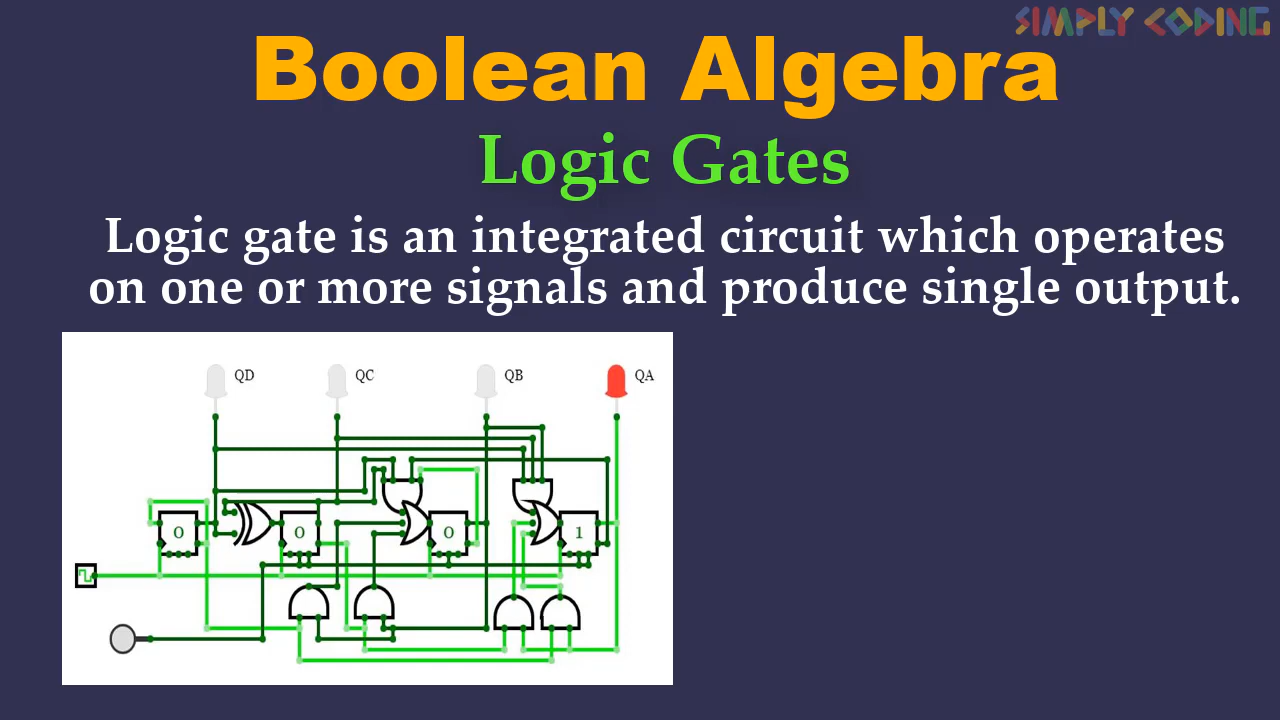 SIMPLY CODING
Boolean Algebra
Logic Gates
Logic gate is an integrated circuit which operates
on one or more signals and produce single output.
QD QC QB QA
0 0 0 1